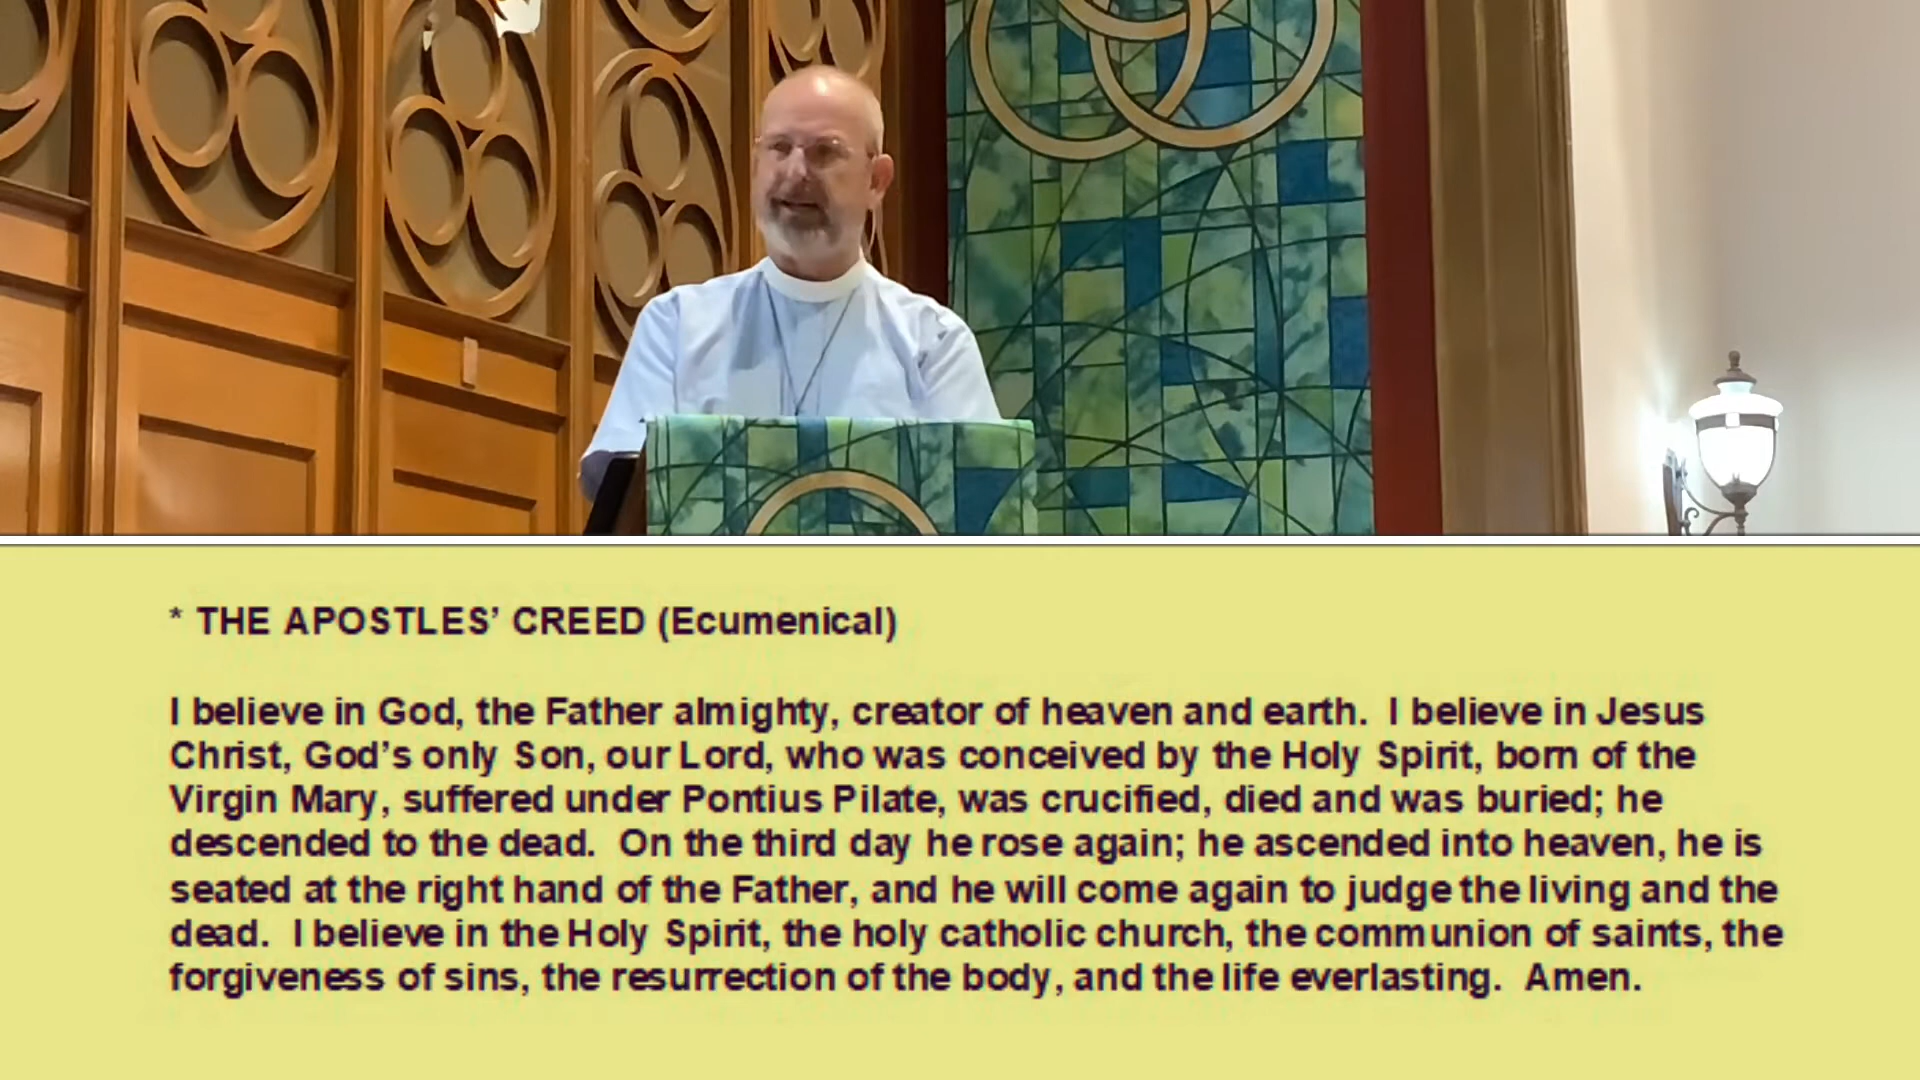 * THE APOSTLES’ CREED (Ecumenical)
I believe in God, the Father almighty, creator of heaven and earth.  I believe in Jesus
Christ, God’s only Son, our Lord, who was conceived by the Holy Spirit, born of the
Virgin Mary, suffered under Pontius Pilate, was crucified, died and was buried; he
descended to the dead.  On the third day he rose again; he ascended into heaven, he is
seated at the right hand of the Father, and he will come again to judge the living and the
dead.  I believe in the Holy Spirit, the holy catholic church, the communion of saints, the
forgiveness of sins, the resurrection of the body, and the life everlasting.  Amen.